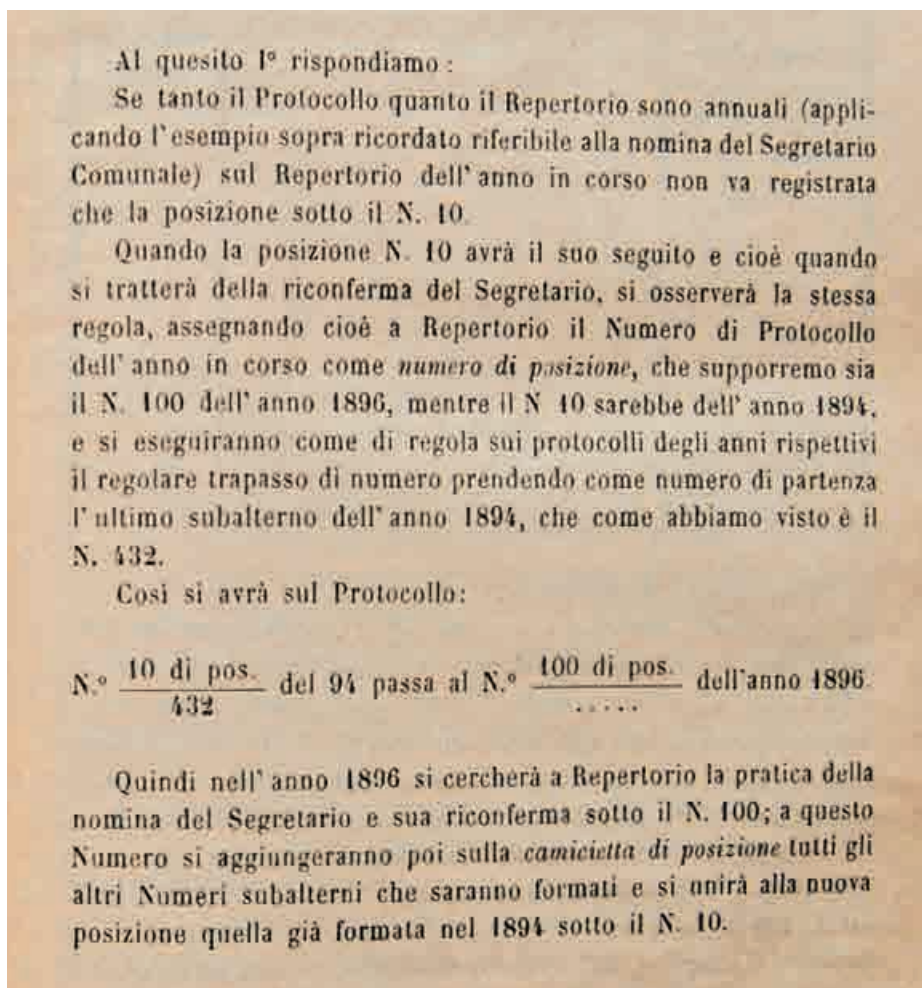 Al quesito I° rispondiamo :
Se tanto il Protocollo quanto il Repertorio sono annuali (appli-
cando l'esempio sopra ricordato riferibile alla nomina del Segretario
Comunale) sul Repertorio dell'anno in corso non va registrata
che la posizione sotto il N. 10.
Quando la posizione N. 10 avrà il suo seguito e cioè quando
si tratterà della riconferma del Segretario, si osserverà la stessa
regola, assegnando cioè a Repertorio il Numero di Protocollo
dell'anno in corso come numero di posizione, che supporremo sia
il N. 100 dell'anno 1896, mentre il N 10 sarebbe dell'anno 1894,
e si eseguiranno come di regola sui protocolli degli anni rispettivi
il regolare trapasso di numero prendendo come numero di partenza
l'ultimo subalterno dell'anno 1894, che come abbiamo visto è il
N. 432.
Così si avrà sul Protocollo:
N.° 10 di pos. / 432 del 94 passa al N.° 100 di pos. / ..... dell'anno 1896.
Quindi nell'anno 1896 si cercherà a Repertorio la pratica della
nomina del Segretario e sua riconferma sotto il N. 100; a questo
Numero si aggiungeranno poi sulla camicietta di posizione tutti gli
altri Numeri subalterni che saranno formati e si unirà alla nuova
posizione quella già formata nel 1894 sotto il N. 10.